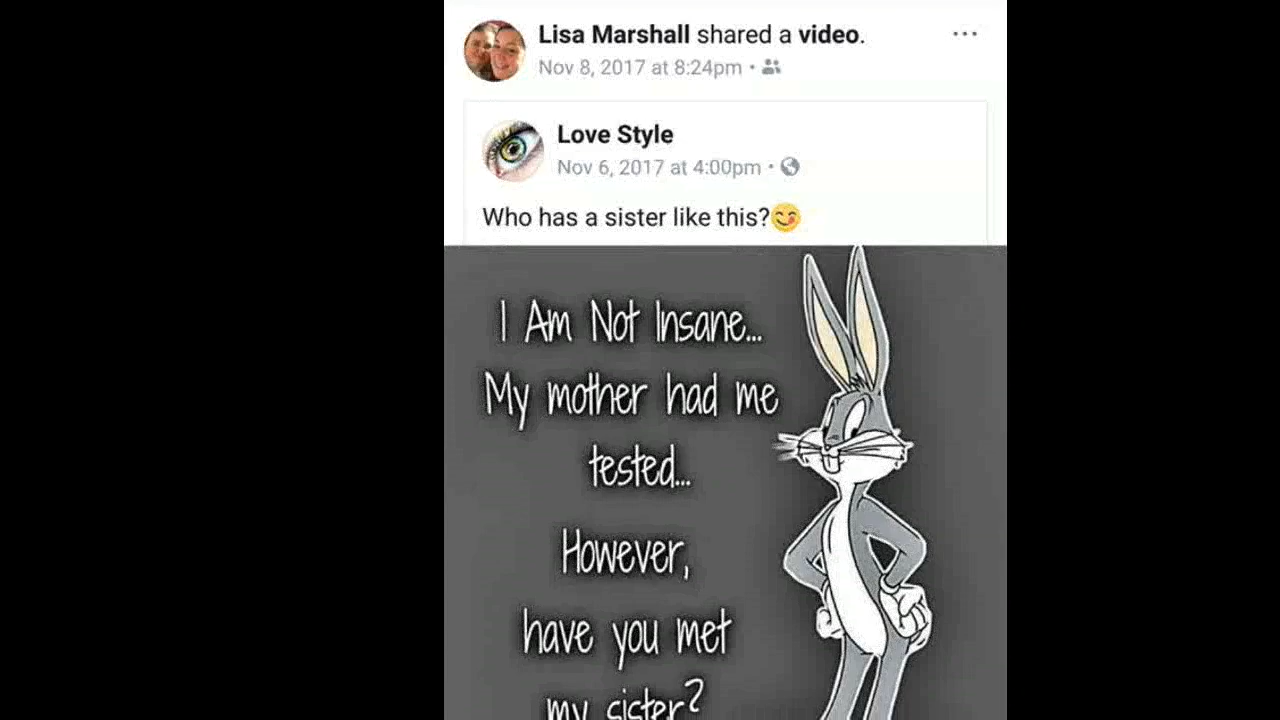 Lisa Marshall shared a video.
Nov 8, 2017 at 8:24pm
Love Style
Nov 6, 2017 at 4:00pm
Who has a sister like this?😋
I Am Not Insane...
My mother had me
tested...
However,
have you met
my sister?